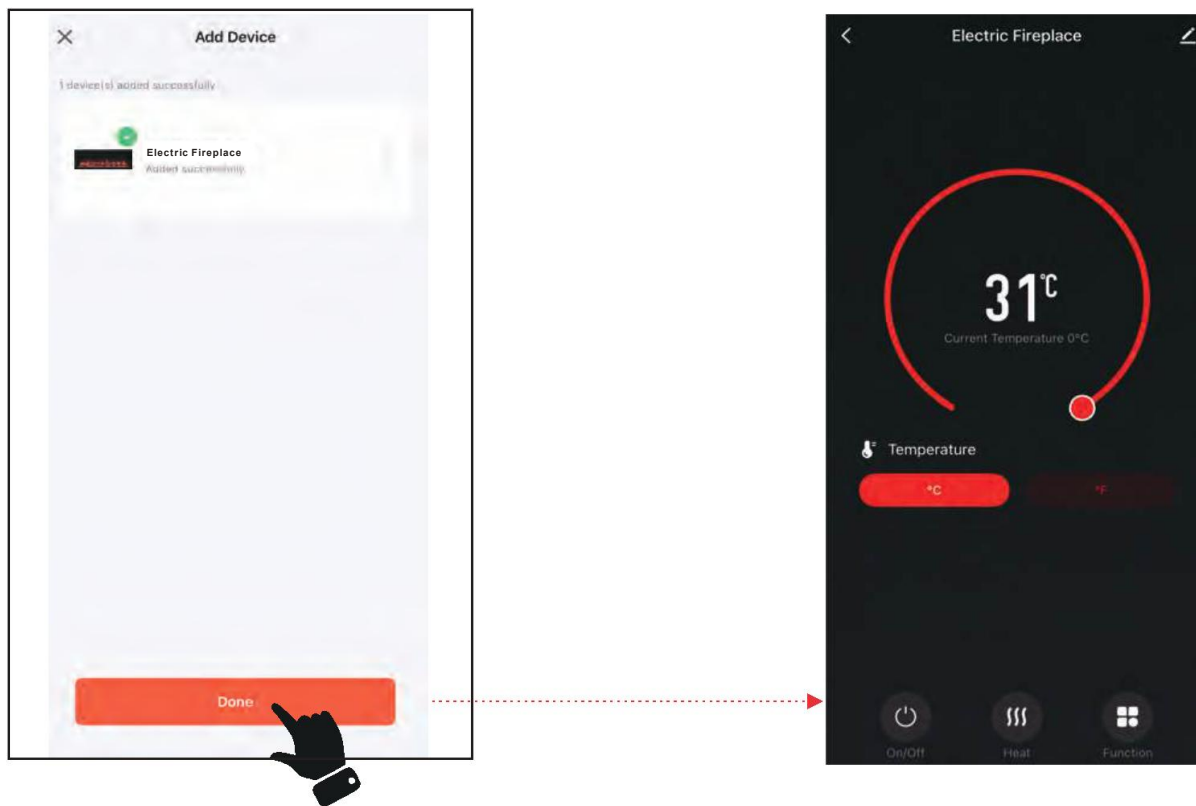 Add Device
1 device(s) added successfully
Electric Fireplace
Added successfully.
Done
Electric Fireplace
31°C
Current Temperature 0°C
Temperature
°C
°F
On/Off
Heat
Function